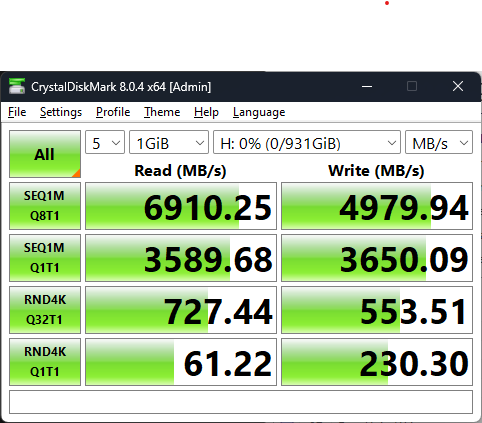 CrystalDiskMark 8.0.4 x64 [Admin]
File Settings Profile Theme Help Language
All 5 1GiB H: 0% (0/931GiB) MB/s
Read (MB/s) Write (MB/s)
SEQ1M
Q8T1 6910.25 4979.94
SEQ1M
Q1T1 3589.68 3650.09
RND4K
Q32T1 727.44 553.51
RND4K
Q1T1 61.22 230.30